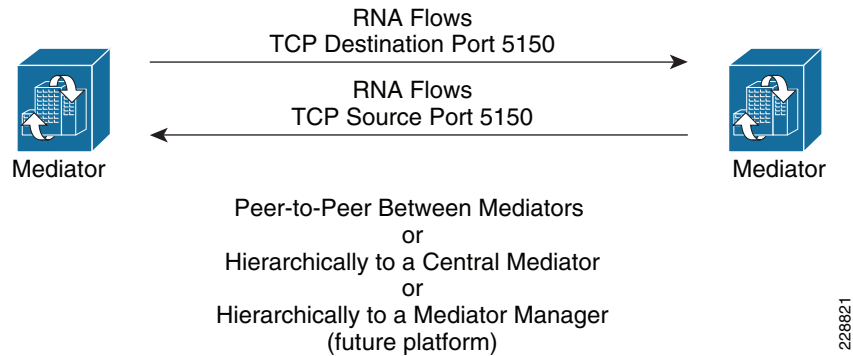 RNA Flows
TCP Destination Port 5150
RNA Flows
TCP Source Port 5150
Mediator
Mediator
Peer-to-Peer Between Mediators
or
Hierarchically to a Central Mediator
or
Hierarchically to a Mediator Manager
(future platform)
228821